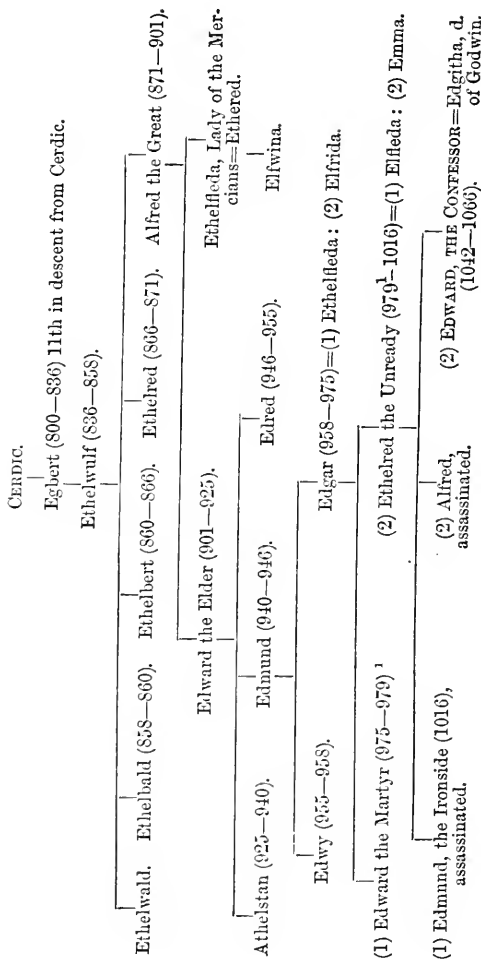 CERDIC.
Egbert (800—836) 11th in descent from Cerdic.
Ethelwulf (836—858).
Ethelwald. Ethelbald (858—860). Ethelbert (860—866). Ethelred (866—871). Alfred the Great (871—901).
Edward the Elder (901—925). Ethelfleda, Lady of the Mer-
cians=Ethered.
Athelstan (925—940). Edmund (940—946). Edred (946—955). Elfwina.
Edwy (955—958). Edgar (958—975)=(1) Ethelfleda: (2) Elfrida.
(1) Edward the Martyr (975—979)¹ (2) Ethelred the Unready (979¹-1016)=(1) Elfleda: (2) Emma.
(1) Edmund, the Ironside (1016),
assassinated.
(2) Alfred,
assassinated.
(2) EDWARD, THE CONFESSOR=Edgitha, d.
(1042—1066). of Godwin.